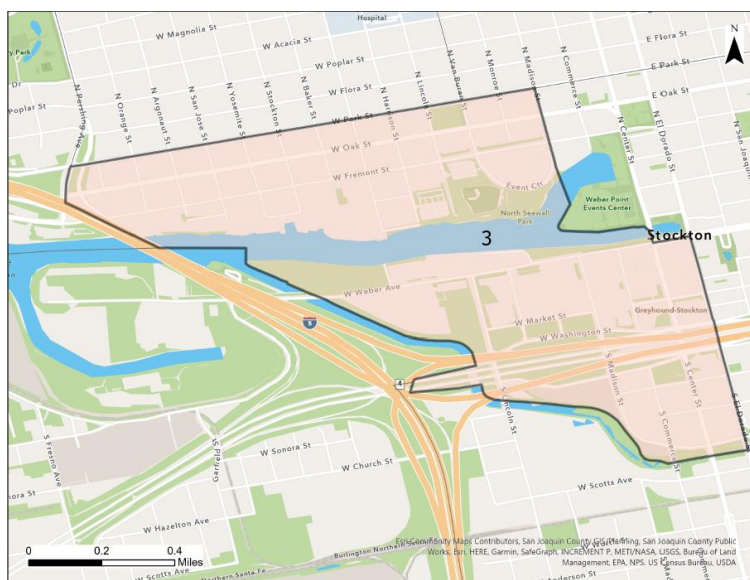 Hospital
N
W Magnolia St
W Acacia St
W Poplar St
W Flora St
W Park St
W Oak St
W Fremont St
E Flora St
E Park St
E Oak St
Dr
Poplar St
N Pershing Ave
N Orange St
N Argonaut St
N San Jose St
N Yosemite St
N Stockton St
N Baker St
N Harrison St
N Lincoln St
N Van Buren St
N Monroe St
N Madison St
N Commerce St
N Center St
N El Dorado St
Event Ctr
North Seawall
Park
Weber Point
Events Center
3
Stockton
W Weber Ave
W Market St
W Washington St
Greyhound-Stockton
5
4
S Lincoln St
S Madison St
S Center St
S Commerce St
S Fresno Ave
S Garfield
W Sonora St
W Church St
W Scotts Ave
nora St
W Hazelton Ave
W Scotts Ave
0 0.2 0.4
Miles
Esri Community Maps Contributors, San Joaquin County GIS/Planning, San Joaquin County Public
Works, Esri, HERE, Garmin, SafeGraph, INCREMENT P, METI/NASA, USGS, Bureau of Land
Management, EPA, NPS, US Census Bureau, USDA
W Anderson St